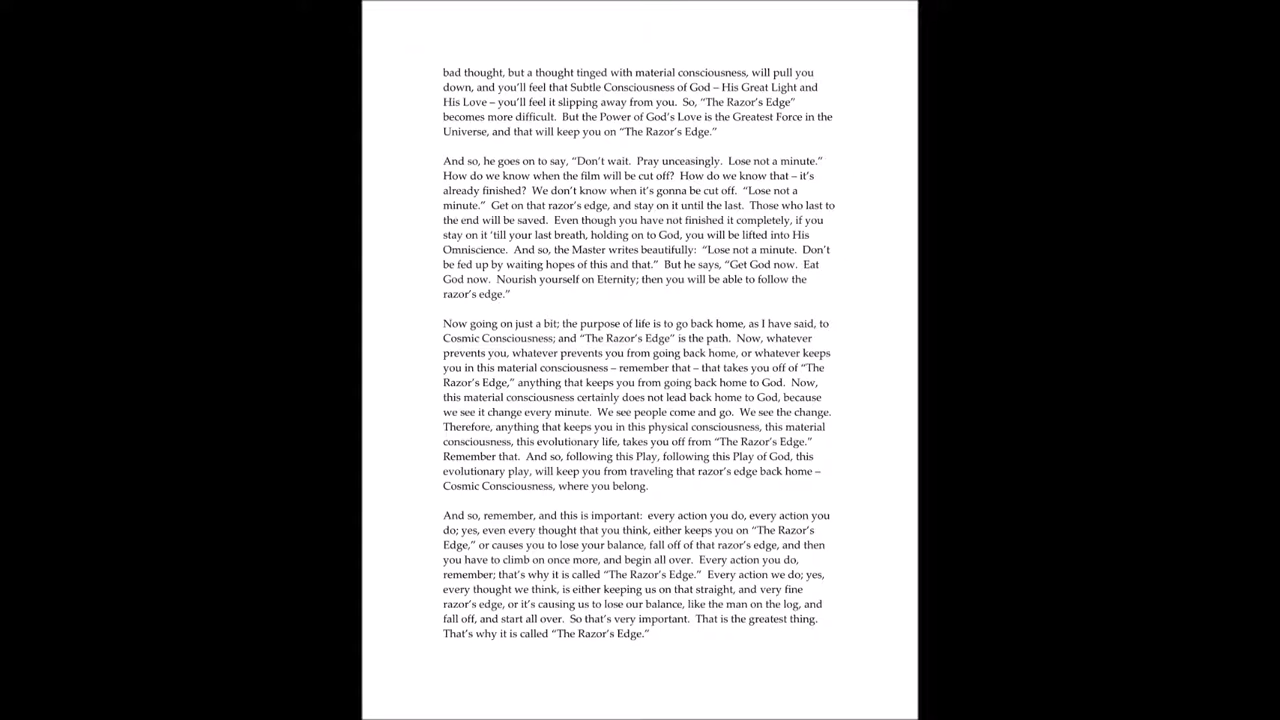 bad thought, but a thought tinged with material consciousness, will pull you
down, and you’ll feel that Subtle Consciousness of God – His Great Light and
His Love – you’ll feel it slipping away from you.  So, “The Razor’s Edge”
becomes more difficult.  But the Power of God’s Love is the Greatest Force in the
Universe, and that will keep you on “The Razor’s Edge.”
And so, he goes on to say, “Don’t wait.  Pray unceasingly.  Lose not a minute.”
How do we know when the film will be cut off?  How do we know that – it’s
already finished?  We don’t know when it’s gonna be cut off.  “Lose not a
minute.”  Get on that razor’s edge, and stay on it until the last.  Those who last to
the end will be saved.  Even though you have not finished it completely, if you
stay on it ‘till your last breath, holding on to God, you will be lifted into His
Omniscience.  And so, the Master writes beautifully:  “Lose not a minute.  Don’t
be fed up by waiting hopes of this and that.”  But he says, “Get God now.  Eat
God now.  Nourish yourself on Eternity; then you will be able to follow the
razor’s edge.”
Now going on just a bit; the purpose of life is to go back home, as I have said, to
Cosmic Consciousness; and “The Razor’s Edge” is the path.  Now, whatever
prevents you, whatever prevents you from going back home, or whatever keeps
you in this material consciousness – remember that – that takes you off of “The
Razor’s Edge,” anything that keeps you from going back home to God.  Now,
this material consciousness certainly does not lead back home to God, because
we see it change every minute.  We see people come and go.  We see the change.
Therefore, anything that keeps you in this physical consciousness, this material
consciousness, this evolutionary life, takes you off from “The Razor’s Edge.”
Remember that.  And so, following this Play, following this Play of God, this
evolutionary play, will keep you from traveling that razor’s edge back home –
Cosmic Consciousness, where you belong.
And so, remember, and this is important:  every action you do, every action you
do; yes, even every thought that you think, either keeps you on “The Razor’s
Edge,” or causes you to lose your balance, fall off of that razor’s edge, and then
you have to climb on once more, and begin all over.  Every action you do,
remember; that’s why it is called “The Razor’s Edge.”  Every action we do; yes,
every thought we think, is either keeping us on that straight, and very fine
razor’s edge, or it’s causing us to lose our balance, like the man on the log, and
fall off, and start all over.  So that’s very important.  That is the greatest thing.
That’s why it is called “The Razor’s Edge.”